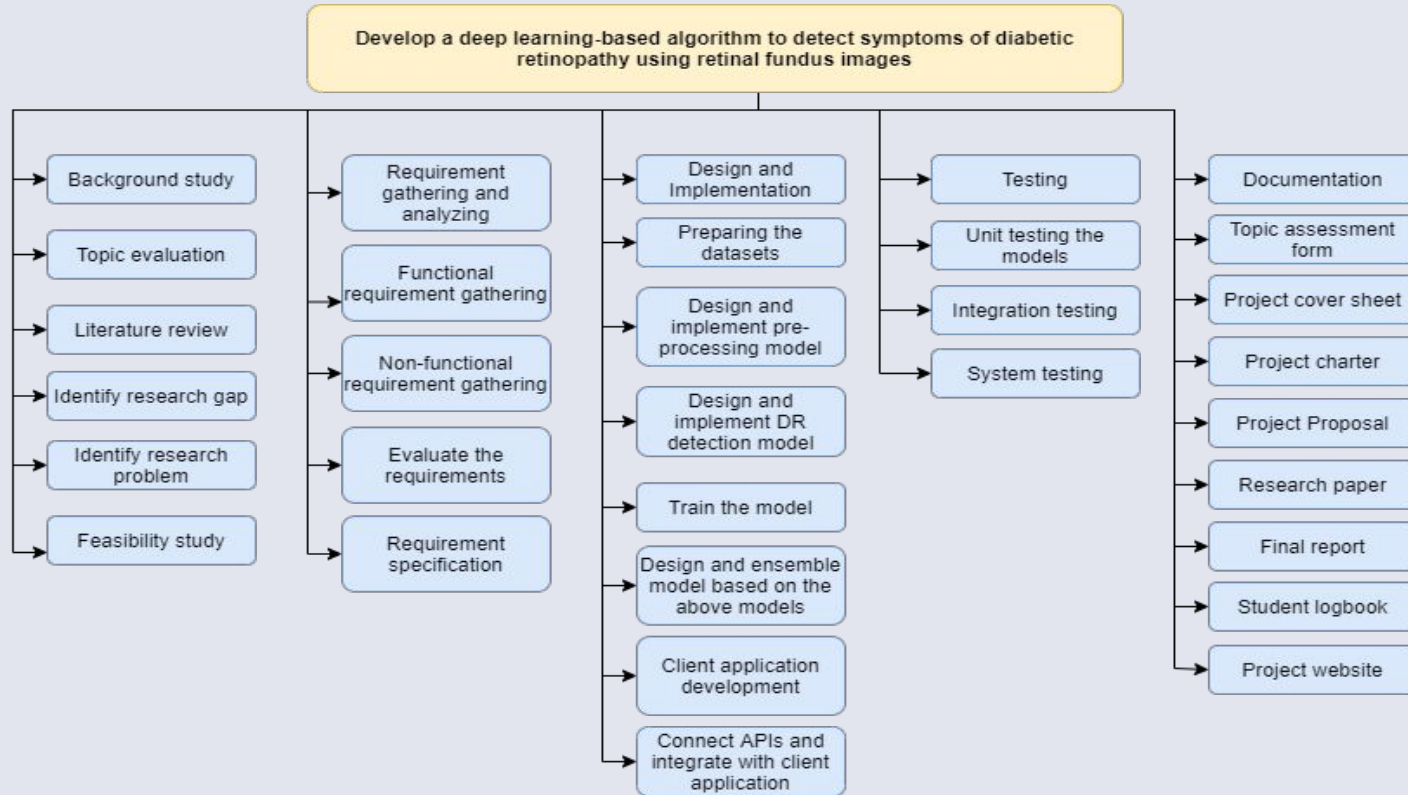 Develop a deep learning-based algorithm to detect symptoms of diabetic
retinopathy using retinal fundus images
Background study
Topic evaluation
Literature review
Identify research gap
Identify research
problem
Feasibility study
Requirement
gathering and
analyzing
Functional
requirement gathering
Non-functional
requirement gathering
Evaluate the
requirements
Requirement
specification
Design and
Implementation
Preparing the
datasets
Design and
implement pre-
processing model
Design and
implement DR
detection model
Train the model
Design and ensemble
model based on the
above models
Client application
development
Connect APIs and
integrate with client
application
Testing
Unit testing the
models
Integration testing
System testing
Documentation
Topic assessment
form
Project cover sheet
Project charter
Project Proposal
Research paper
Final report
Student logbook
Project website